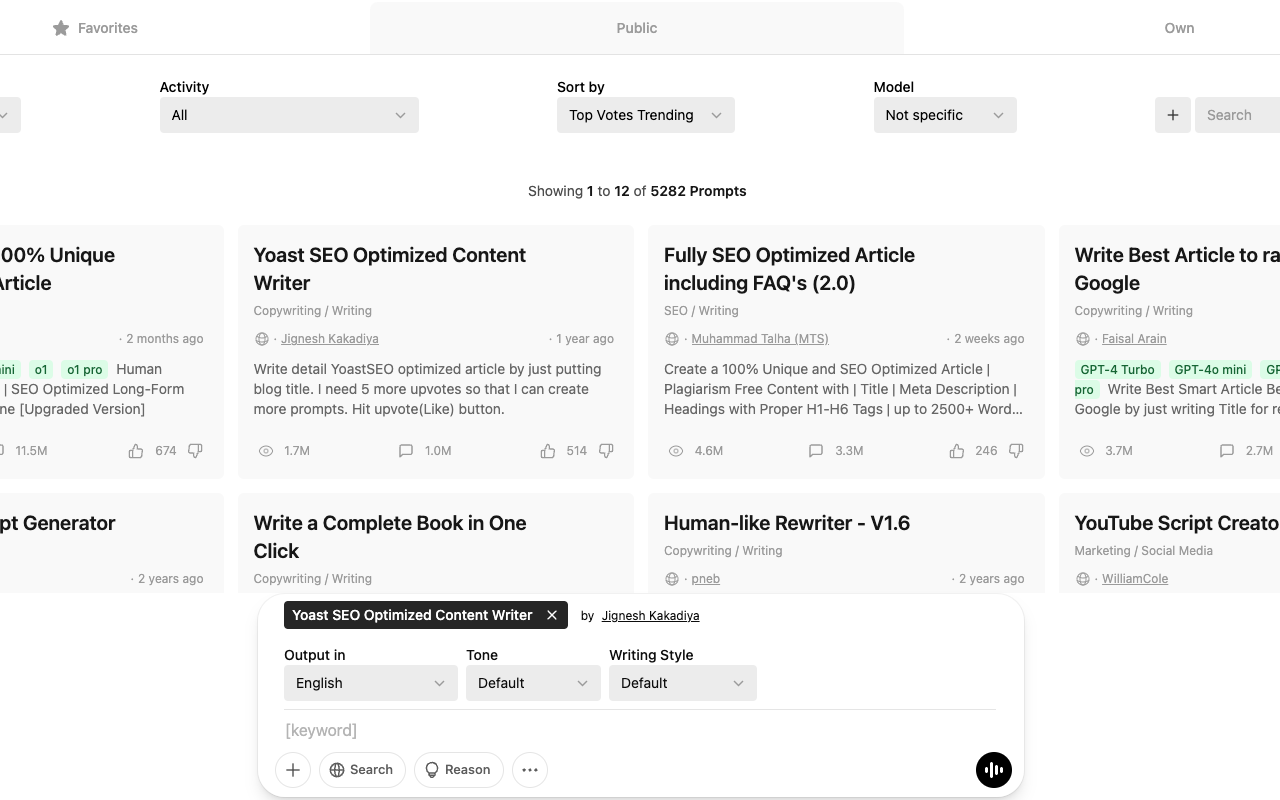 Favorites
Public
Own
Activity
All
Sort by
Top Votes Trending
Model
Not specific
Search
Showing 1 to 12 of 5282 Prompts
00% Unique
Article
· 2 months ago
o1 o1 pro Human
| SEO Optimized Long-Form
[Upgraded Version]
11.5M
674
Yoast SEO Optimized Content
Writer
Copywriting / Writing
· Jignesh Kakadiya
· 1 year ago
Write detail YoastSEO optimized article by just putting
blog title. I need 5 more upvotes so that I can create
more prompts. Hit upvote(Like) button.
1.7M
1.0M
514
Fully SEO Optimized Article
including FAQ's (2.0)
SEO / Writing
· Muhammad Talha (MTS)
· 2 weeks ago
Create a 100% Unique and SEO Optimized Article |
Plagiarism Free Content with | Title | Meta Description |
Headings with Proper H1-H6 Tags | up to 2500+ Word...
4.6M
3.3M
246
Write Best Article to ra
Google
Copywriting / Writing
· Faisal Arain
GPT-4 Turbo GPT-4o mini GP
pro Write Best Smart Article Be
Google by just writing Title for re
3.7M
2.7M
pt Generator
· 2 years ago
Write a Complete Book in One
Click
Copywriting / Writing
Human-like Rewriter - V1.6
Copywriting / Writing
· pneb
· 2 years ago
YouTube Script Creato
Marketing / Social Media
· WilliamCole
Yoast SEO Optimized Content Writer
by Jignesh Kakadiya
Output in
English
Tone
Default
Writing Style
Default
[keyword]
Search
Reason